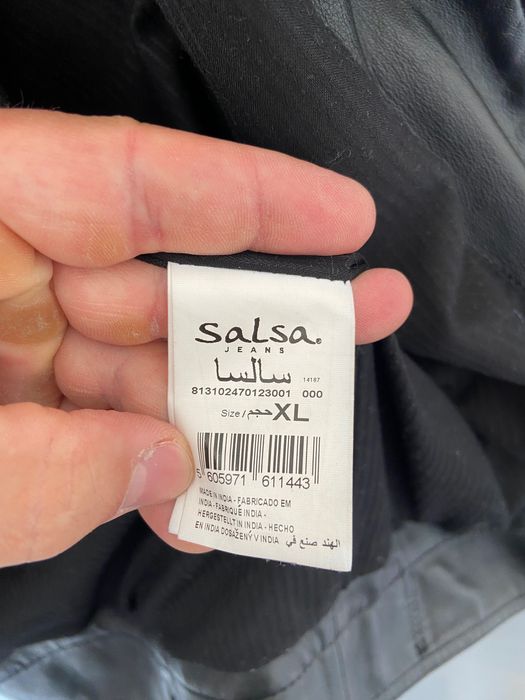 Salsa®
JEANS
سالسا
14187
813102470123001 000
Size / حجم XL
5 605971 611443
MADE IN INDIA - FABRICADO EM
INDIA - FABRIQUE INDIA -
HERGESTELLT IN INDIA - HECHO
EN INDIA DOSAŽENÝ V INDIA الهند صنع في